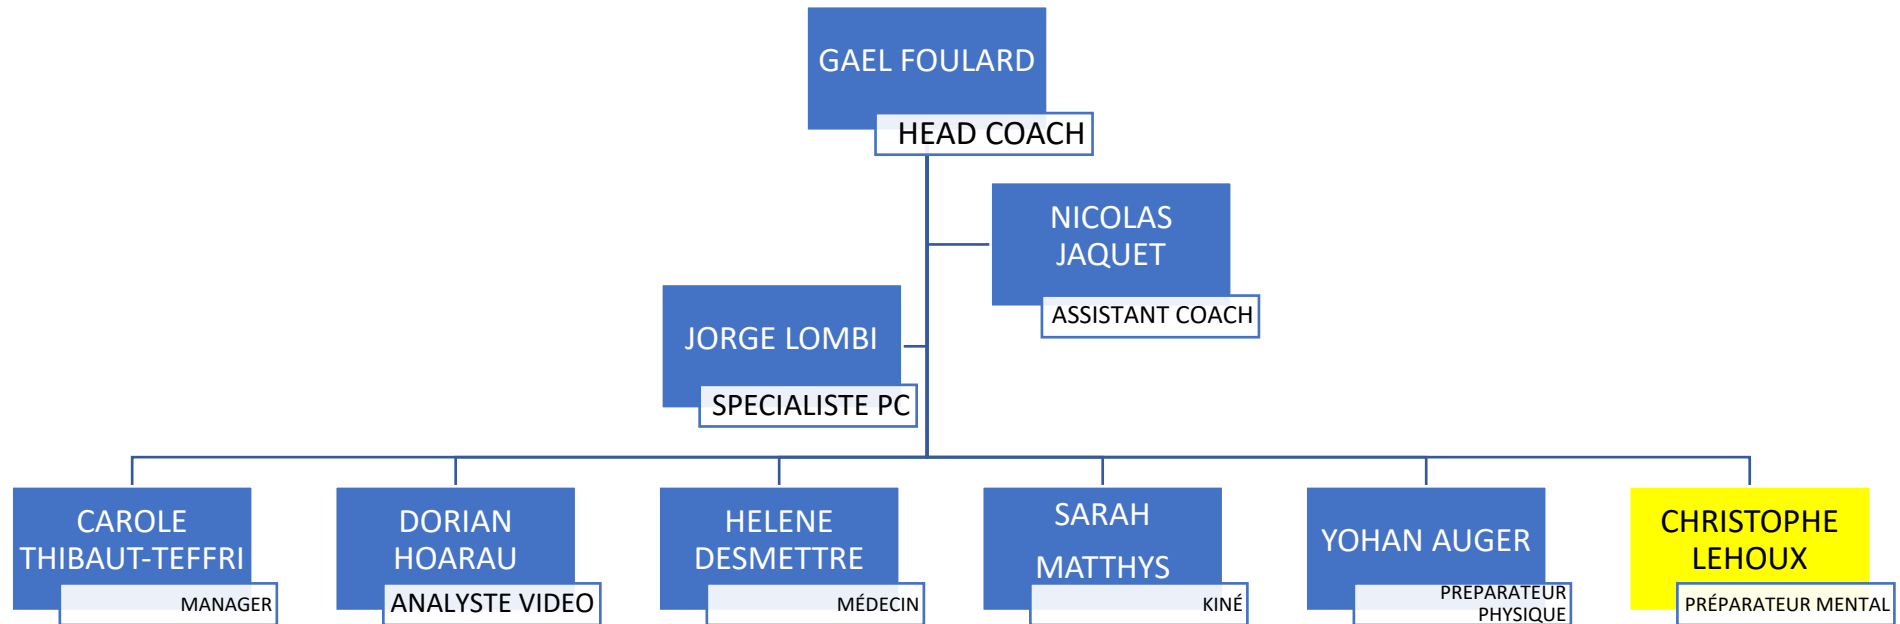 GAEL FOULARD
HEAD COACH
NICOLAS
JAQUET
ASSISTANT COACH
JORGE LOMBI
SPECIALISTE PC
CAROLE
THIBAUT-TEFFRI
MANAGER
DORIAN
HOARAU
ANALYSTE VIDEO
HELENE
DESMETTRE
MÉDECIN
SARAH
MATTHYS
KINÉ
YOHAN AUGER
PREPARATEUR
PHYSIQUE
CHRISTOPHE
LEHOUX
PRÉPARATEUR MENTAL